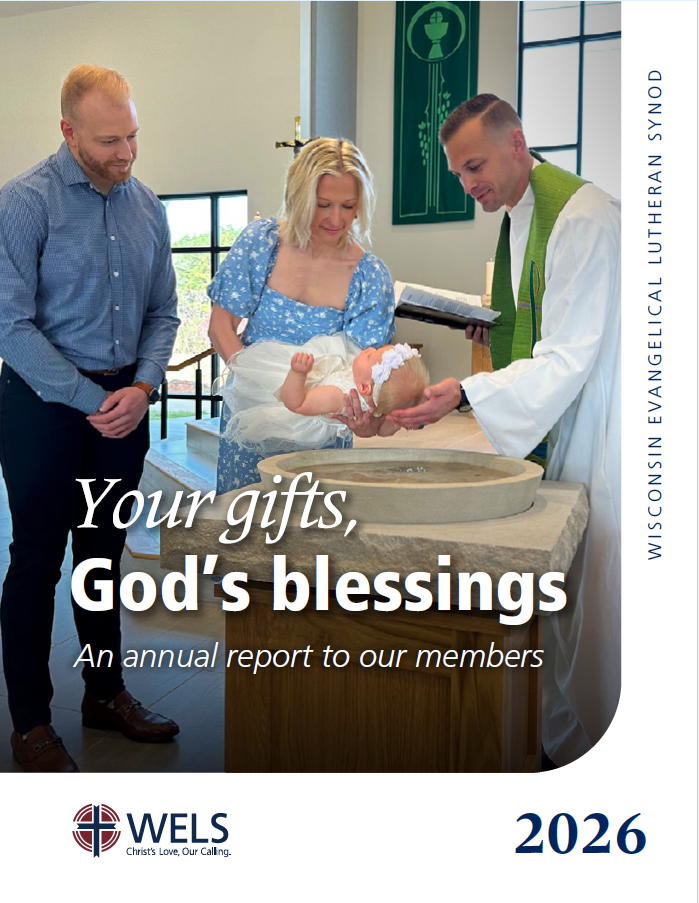 Your gifts,
God's blessings
An annual report to our members
WISCONSIN EVANGELICAL LUTHERAN SYNOD
WELS
Christ's Love, Our Calling.
2026